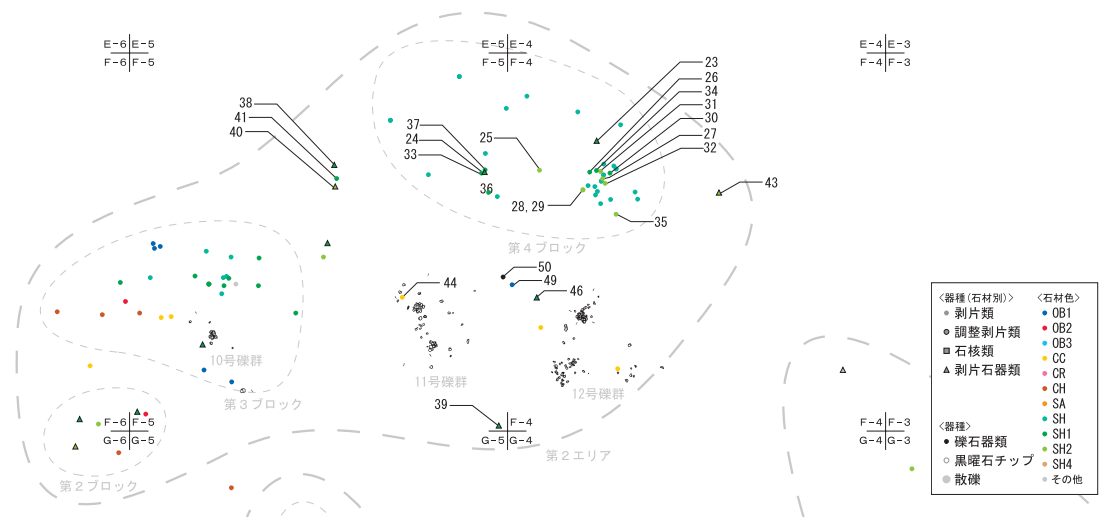 E-6 E-5
F-6 F-5
E-5 E-4
F-5 F-4
E-4 E-3
F-4 F-3
23
26
34
31
30
27
32
38
41
40
37
24
33
25
36
28, 29
43
35
第4ブロック
50
49
44
46
10号礫群
11号礫群
12号礫群
第3ブロック
39
F-6 F-5
G-6 G-5
F-4
G-5 G-4
F-4 F-3
G-4 G-3
第2エリア
第2ブロック
<器種(石材別)>
剥片類
調整剥片類
石核類
剥片石器類
<器種>
礫石器類
黒曜石チップ
散礫
<石材色>
OB1
OB2
OB3
CC
CR
CH
SA
SH
SH1
SH2
SH4
その他